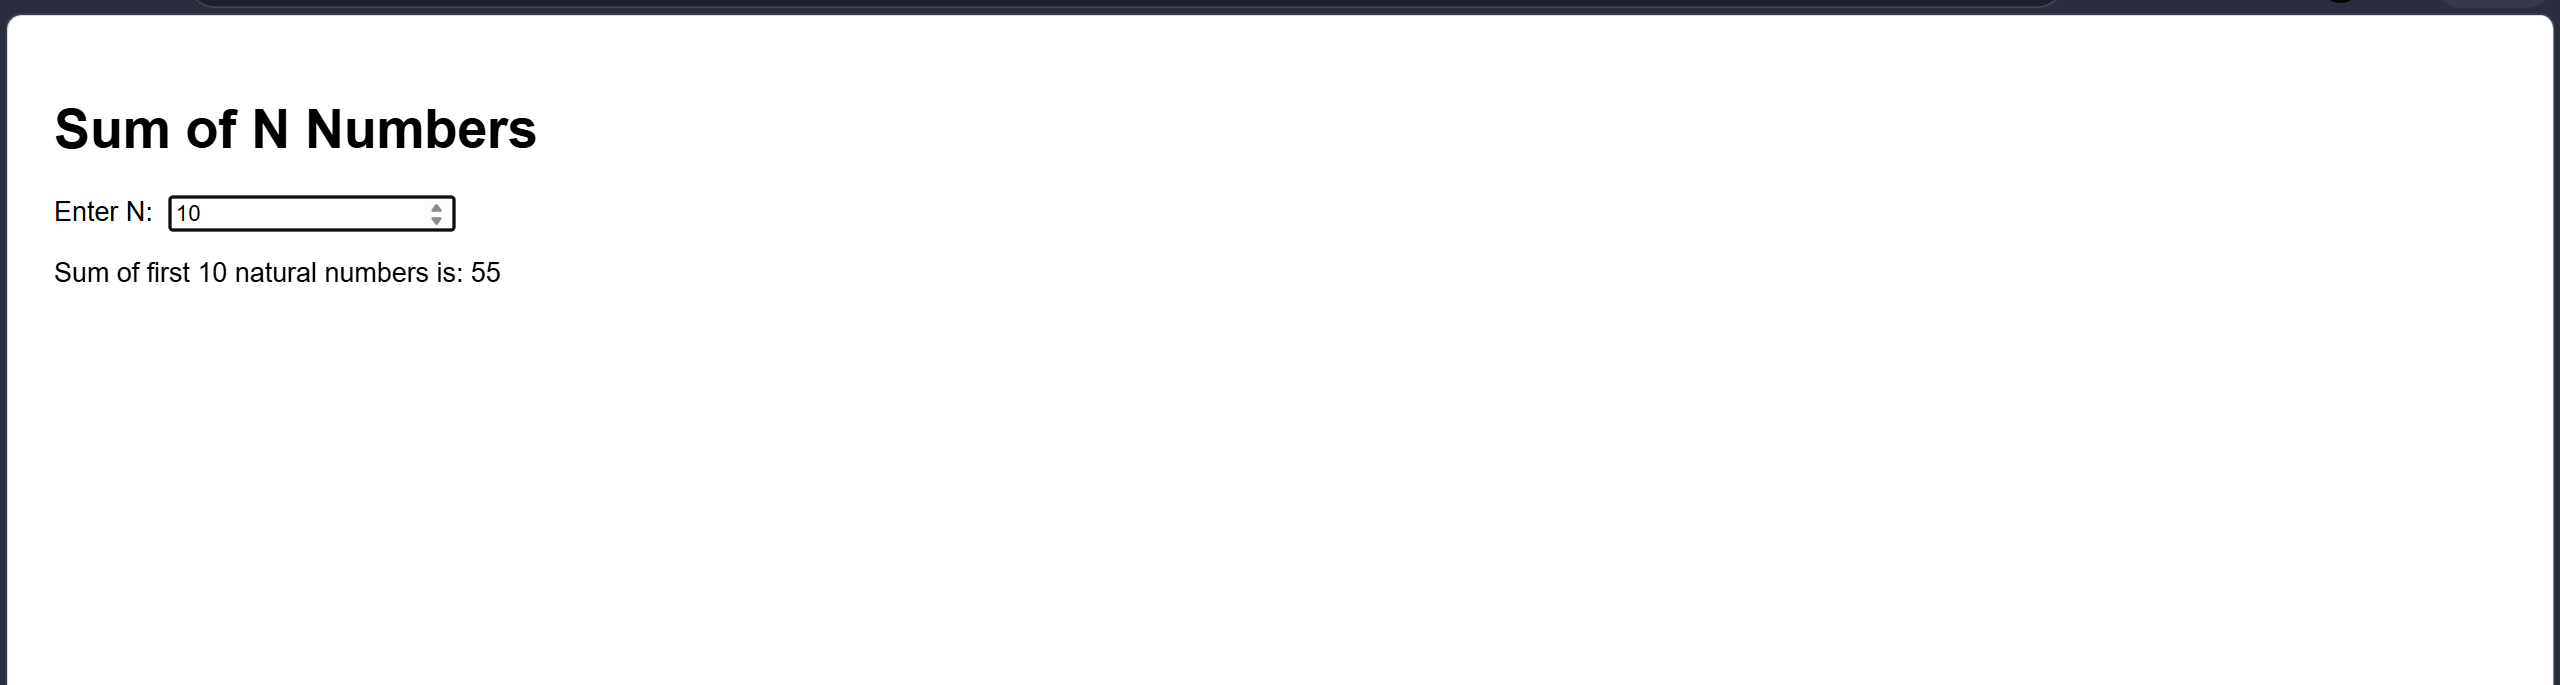 Sum of N Numbers
Enter N: 10
Sum of first 10 natural numbers is: 55